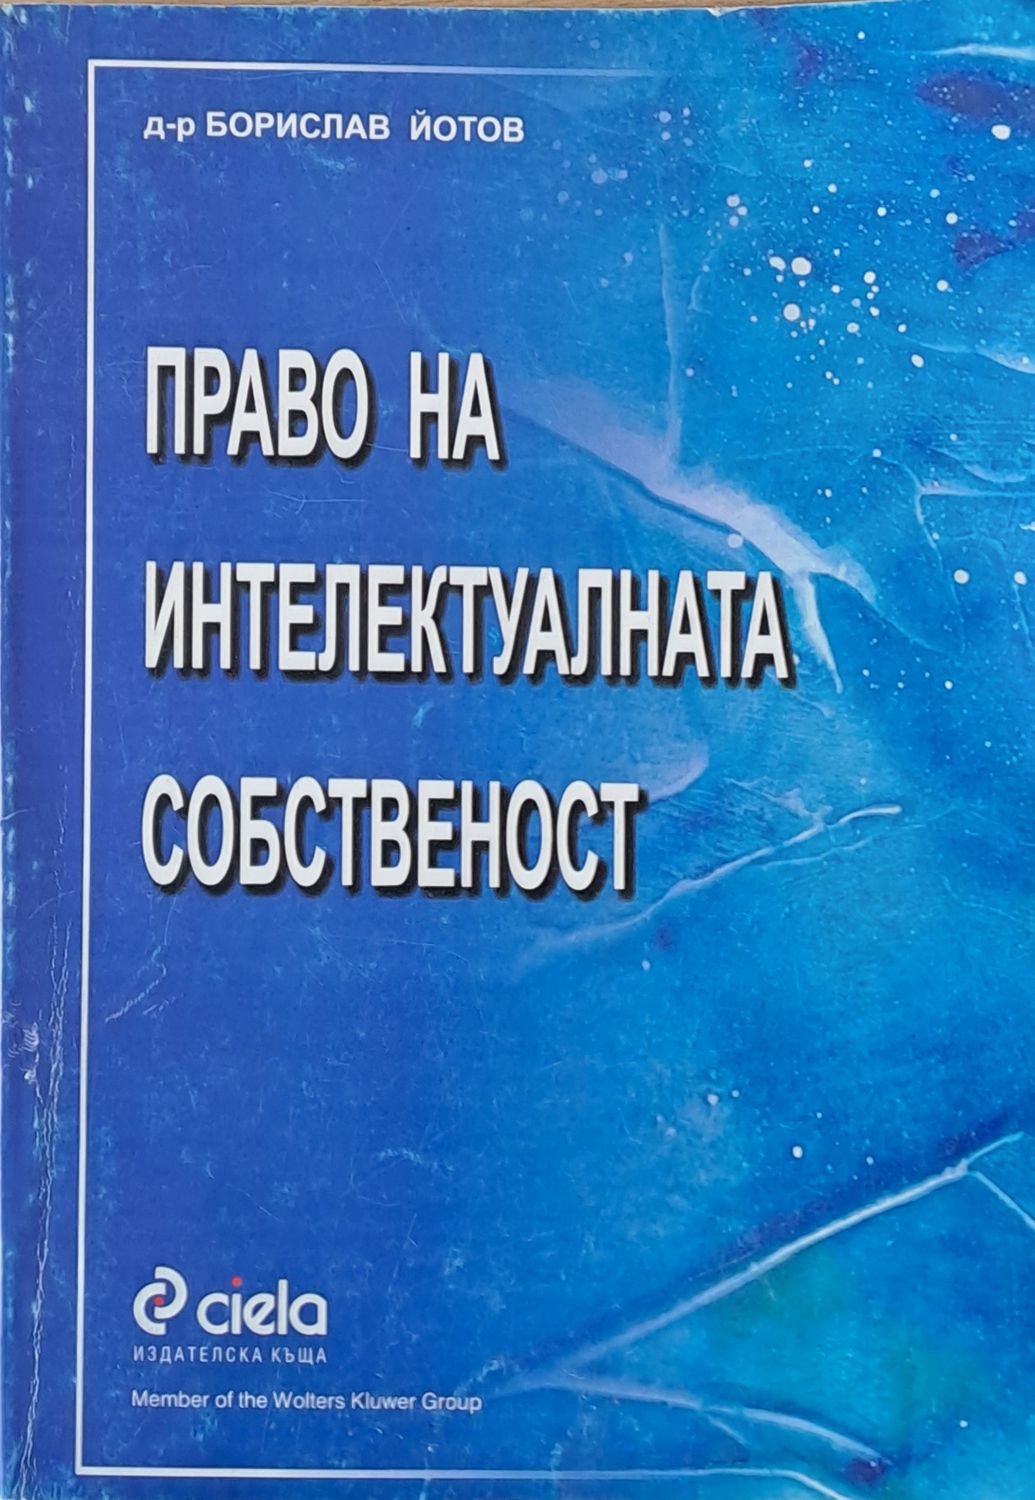 д-р БОРИСЛАВ ЙОТОВ
ПРАВО НА
ИНТЕЛЕКТУАЛНАТА
СОБСТВЕНОСТ
ciela
ИЗДАТЕЛСКА КЪЩА
Member of the Wolters Kluwer Group